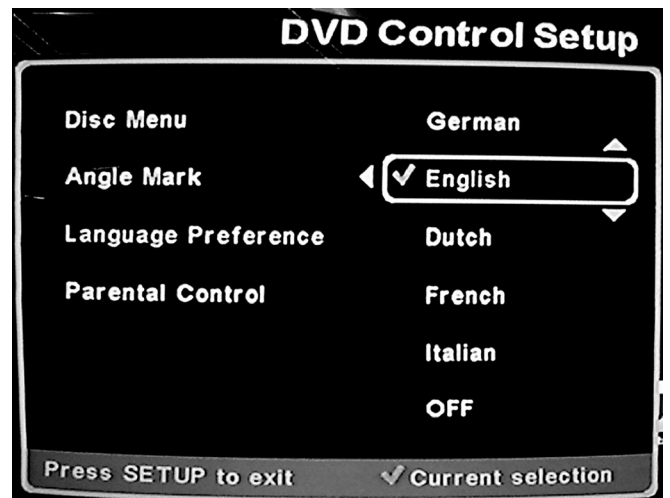 DVD Control Setup
Disc Menu German
Angle Mark English
Language Preference Dutch
Parental Control French
Italian
OFF
Press SETUP to exit Current selection